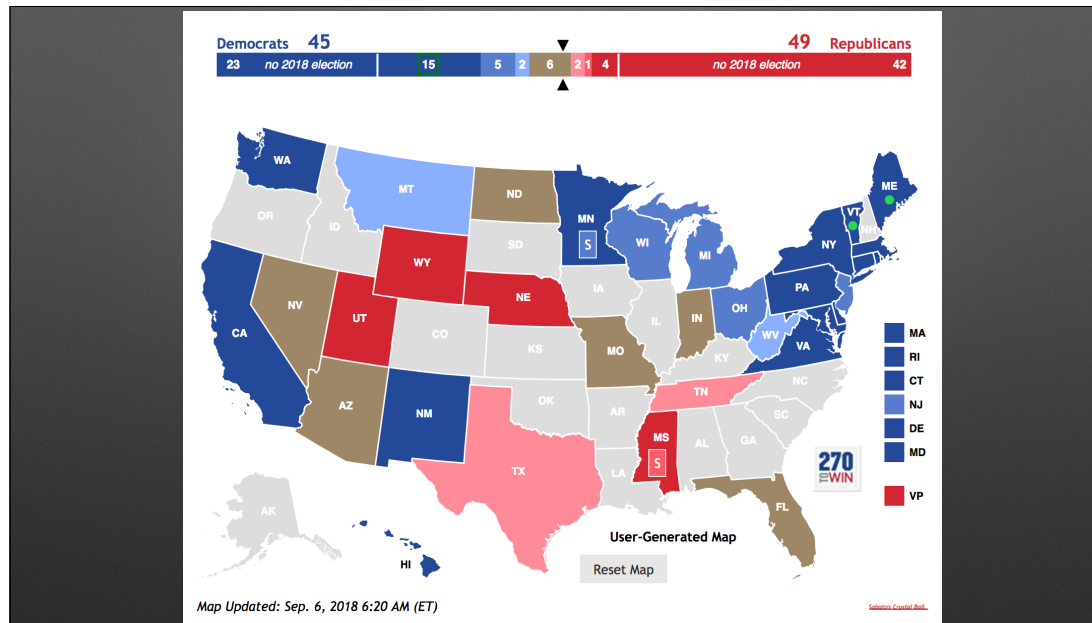 Democrats 45 49 Republicans
23 no 2018 election 15 5 2 6 2 1 4 no 2018 election 42
WA
MT
ND
MN
S
ME
VT
NH
OR
ID
SD
WI
MI
NY
WY
IA
NE
PA
NV
UT
CO
IL
IN
OH
WV
VA
CA
KS
MO
KY
NC
TN
AZ
NM
OK
AR
SC
MS
S
AL
GA
TX
LA
FL
AK
HI
MA
RI
CT
NJ
DE
MD
VP
270
TO WIN
User-Generated Map
Reset Map
Map Updated: Sep. 6, 2018 6:20 AM (ET)
Sabato's Crystal Ball